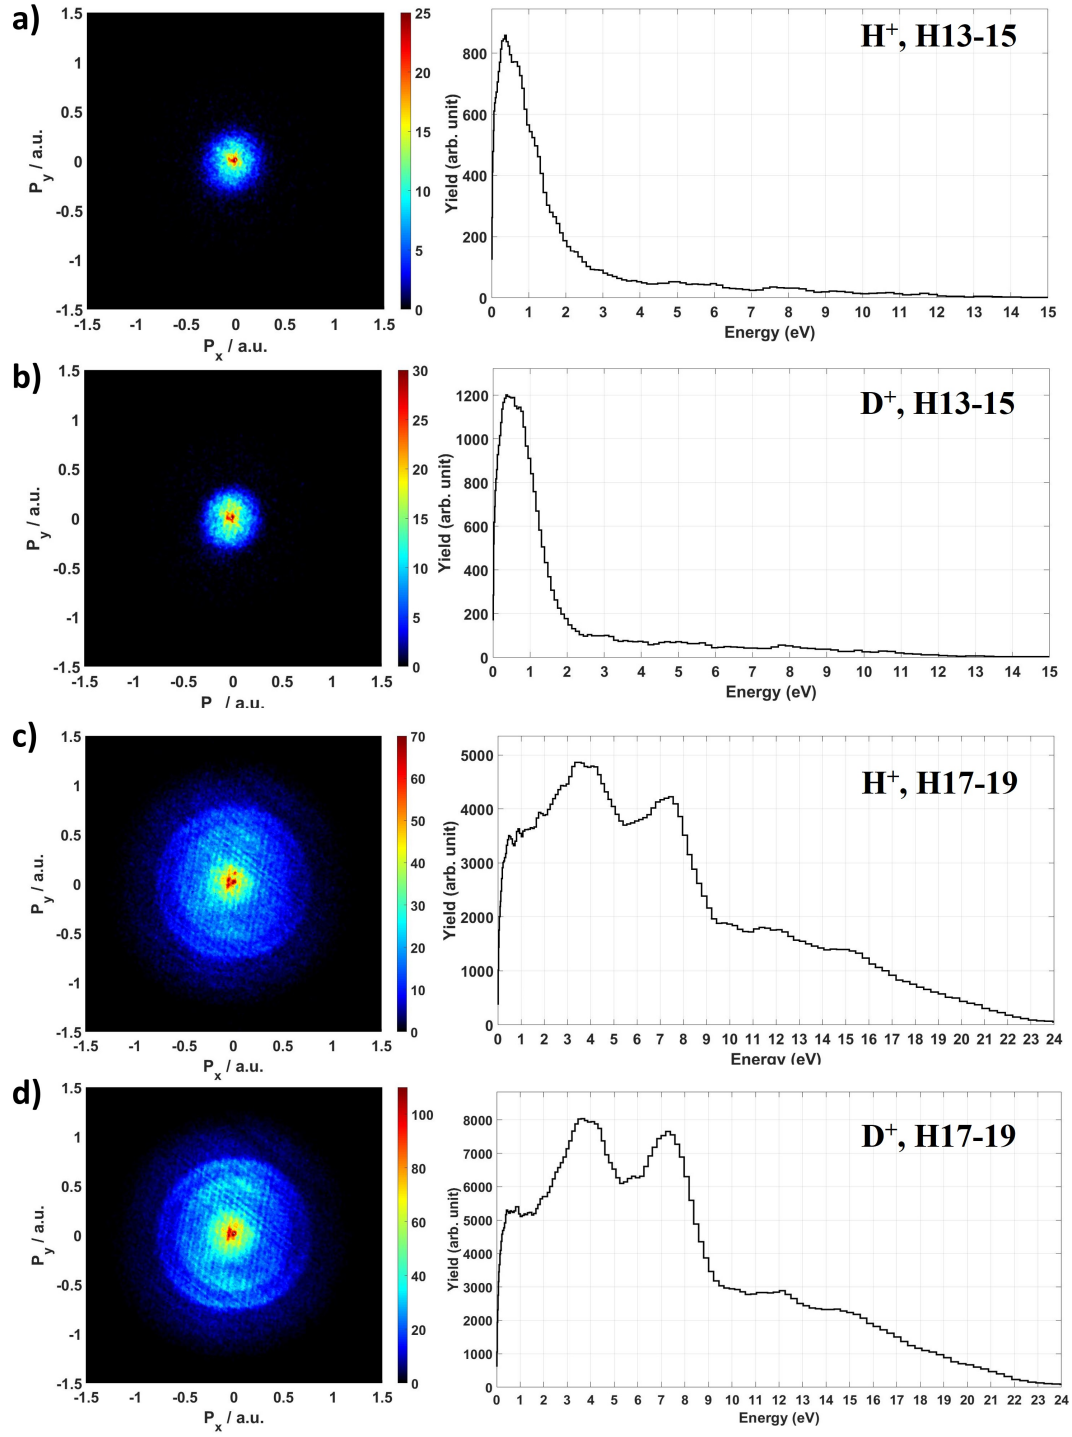 a)
1.5
1
0.5
0
-0.5
-1
-1.5
P_y / a.u.
-1.5 -1 -0.5 0 0.5 1 1.5
P_x / a.u.
25
20
15
10
5
0
H⁺, H13-15
800
600
400
200
0
Yield (arb. unit)
0 1 2 3 4 5 6 7 8 9 10 11 12 13 14 15
Energy (eV)
b)
1.5
1
0.5
0
-0.5
-1
-1.5
P_y / a.u.
-1.5 -1 -0.5 0 0.5 1 1.5
P / a.u.
30
25
20
15
10
5
0
D⁺, H13-15
1200
1000
800
600
400
200
0
Yield (arb. unit)
0 1 2 3 4 5 6 7 8 9 10 11 12 13 14 15
Energy (eV)
c)
1.5
1
0.5
0
-0.5
-1
-1.5
P_y / a.u.
-1.5 -1 -0.5 0 0.5 1 1.5
P_x / a.u.
70
60
50
40
30
20
10
0
H⁺, H17-19
5000
4000
3000
2000
1000
0
Yield (arb. unit)
0 1 2 3 4 5 6 7 8 9 10 11 12 13 14 15 16 17 18 19 20 21 22 23 24
Energy (eV)
d)
1.5
1
0.5
0
-0.5
-1
-1.5
P_y / a.u.
-1.5 -1 -0.5 0 0.5 1 1.5
P_x / a.u.
100
80
60
40
20
0
D⁺, H17-19
8000
7000
6000
5000
4000
3000
2000
1000
0
Yield (arb. unit)
0 1 2 3 4 5 6 7 8 9 10 11 12 13 14 15 16 17 18 19 20 21 22 23 24
Energy (eV)